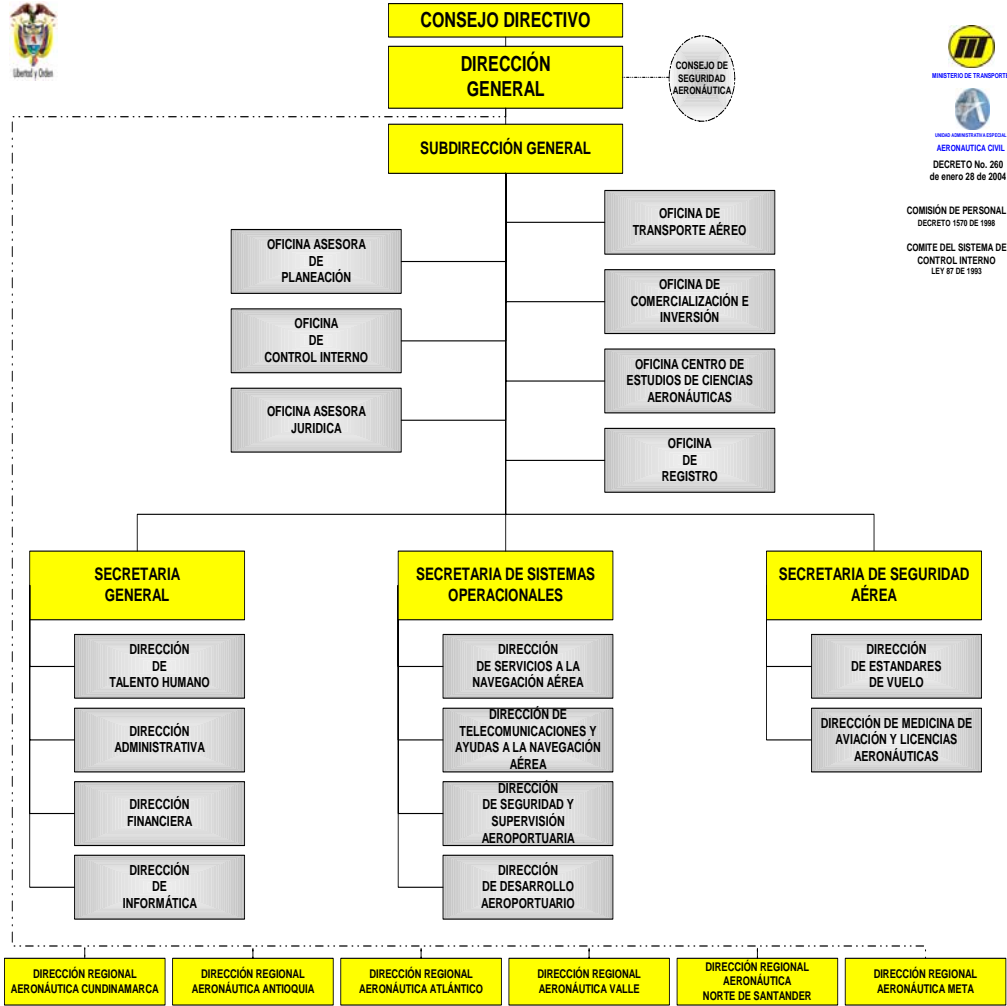 Libertad y Orden
CONSEJO DIRECTIVO
DIRECCIÓN
GENERAL
CONSEJO DE
SEGURIDAD
AERONÁUTICA
MINISTERIO DE TRANSPORTE
UNIDAD ADMINISTRATIVA ESPECIAL
AERONAUTICA CIVIL
DECRETO No. 260
de enero 28 de 2004
COMISIÓN DE PERSONAL
DECRETO 1570 DE 1998
COMITE DEL SISTEMA DE
CONTROL INTERNO
LEY 87 DE 1993
SUBDIRECCIÓN GENERAL
OFICINA ASESORA
DE
PLANEACIÓN
OFICINA
DE
CONTROL INTERNO
OFICINA ASESORA
JURIDICA
OFICINA DE
TRANSPORTE AÉREO
OFICINA DE
COMERCIALIZACIÓN E
INVERSIÓN
OFICINA CENTRO DE
ESTUDIOS DE CIENCIAS
AERONÁUTICAS
OFICINA
DE
REGISTRO
SECRETARIA
GENERAL
DIRECCIÓN
DE
TALENTO HUMANO
DIRECCIÓN
ADMINISTRATIVA
DIRECCIÓN
FINANCIERA
DIRECCIÓN
DE
INFORMÁTICA
SECRETARIA DE SISTEMAS
OPERACIONALES
DIRECCIÓN
DE SERVICIOS A LA
NAVEGACIÓN AÉREA
DIRECCIÓN DE
TELECOMUNICACIONES Y
AYUDAS A LA NAVEGACIÓN
AÉREA
DIRECCIÓN
DE SEGURIDAD Y
SUPERVISIÓN
AEROPORTUARIA
DIRECCIÓN
DE DESARROLLO
AEROPORTUARIO
SECRETARIA DE SEGURIDAD
AÉREA
DIRECCIÓN
DE ESTANDARES
DE VUELO
DIRECCIÓN DE MEDICINA DE
AVIACIÓN Y LICENCIAS
AERONÁUTICAS
DIRECCIÓN REGIONAL
AERONÁUTICA CUNDINAMARCA
DIRECCIÓN REGIONAL
AERONÁUTICA ANTIOQUIA
DIRECCIÓN REGIONAL
AERONÁUTICA ATLÁNTICO
DIRECCIÓN REGIONAL
AERONÁUTICA VALLE
DIRECCIÓN REGIONAL
AERONÁUTICA
NORTE DE SANTANDER
DIRECCIÓN REGIONAL
AERONÁUTICA META